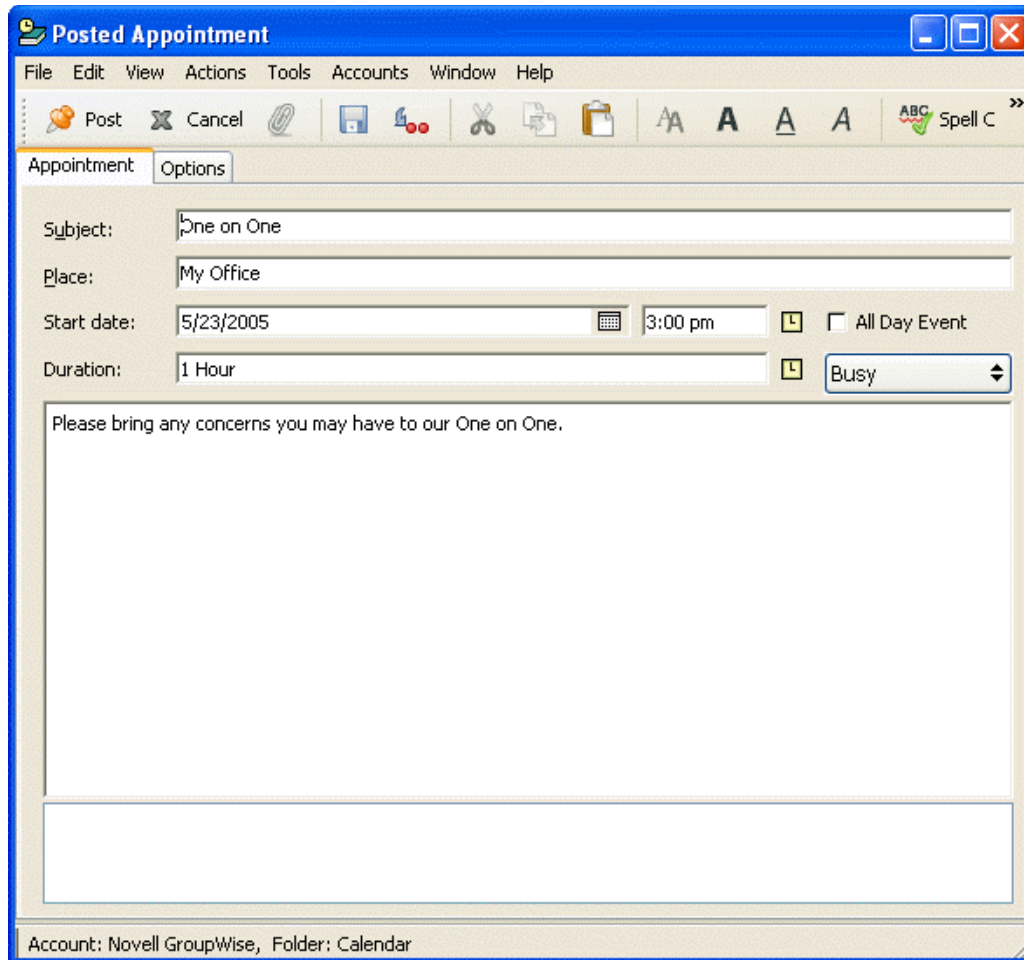 Posted Appointment
File Edit View Actions Tools Accounts Window Help
Post Cancel A A A A A ABC Spell C »
Appointment Options
Subject: One on One
Place: My Office
Start date: 5/23/2005 3:00 pm All Day Event
Duration: 1 Hour Busy
Please bring any concerns you may have to our One on One.
Account: Novell GroupWise, Folder: Calendar